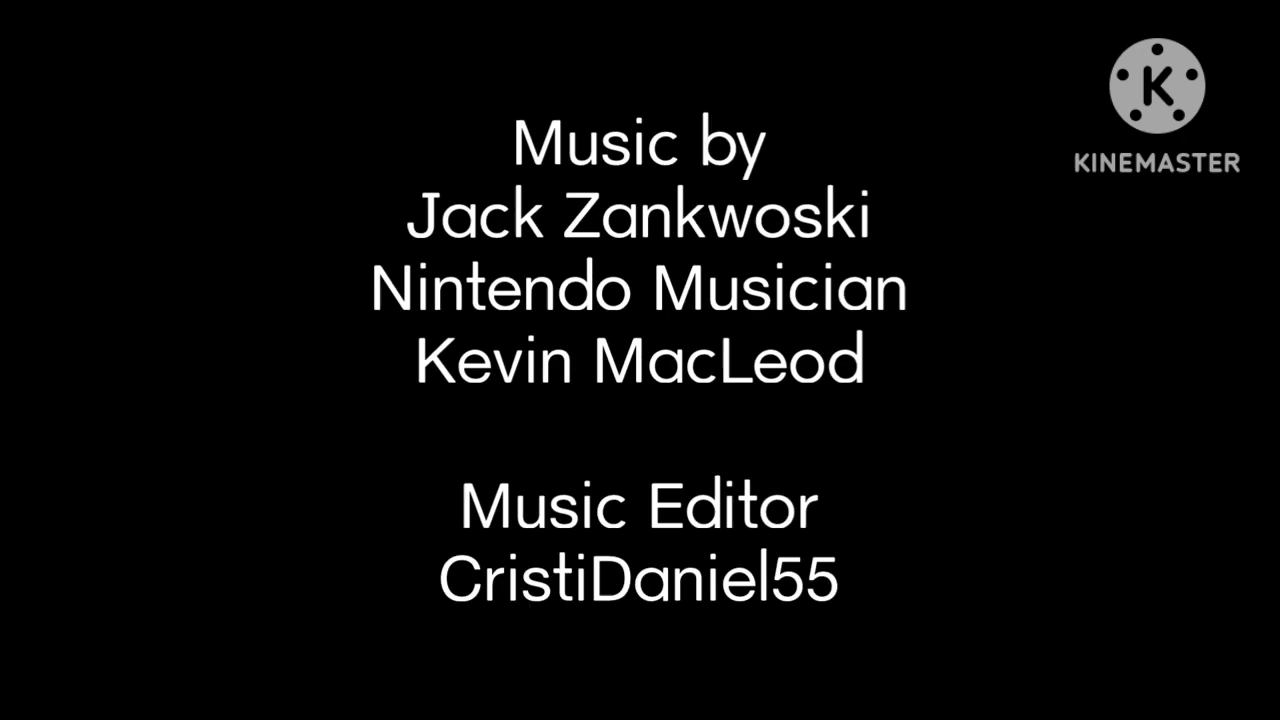 Music by
Jack Zankwoski
Nintendo Musician
Kevin MacLeod
Music Editor
CristiDaniel55
K
KINEMASTER